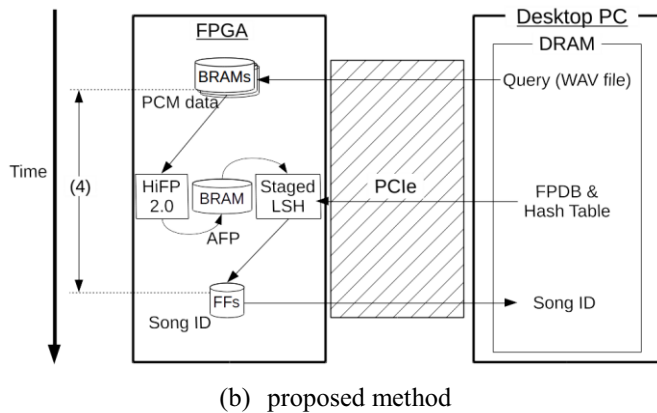 FPGA
Desktop PC
DRAM
BRAMs
Query (WAV file)
PCM data
Time
(4)
HiFP
2.0
BRAM
Staged
LSH
PCIe
FPDB &
Hash Table
AFP
FFs
Song ID
Song ID
(b) proposed method